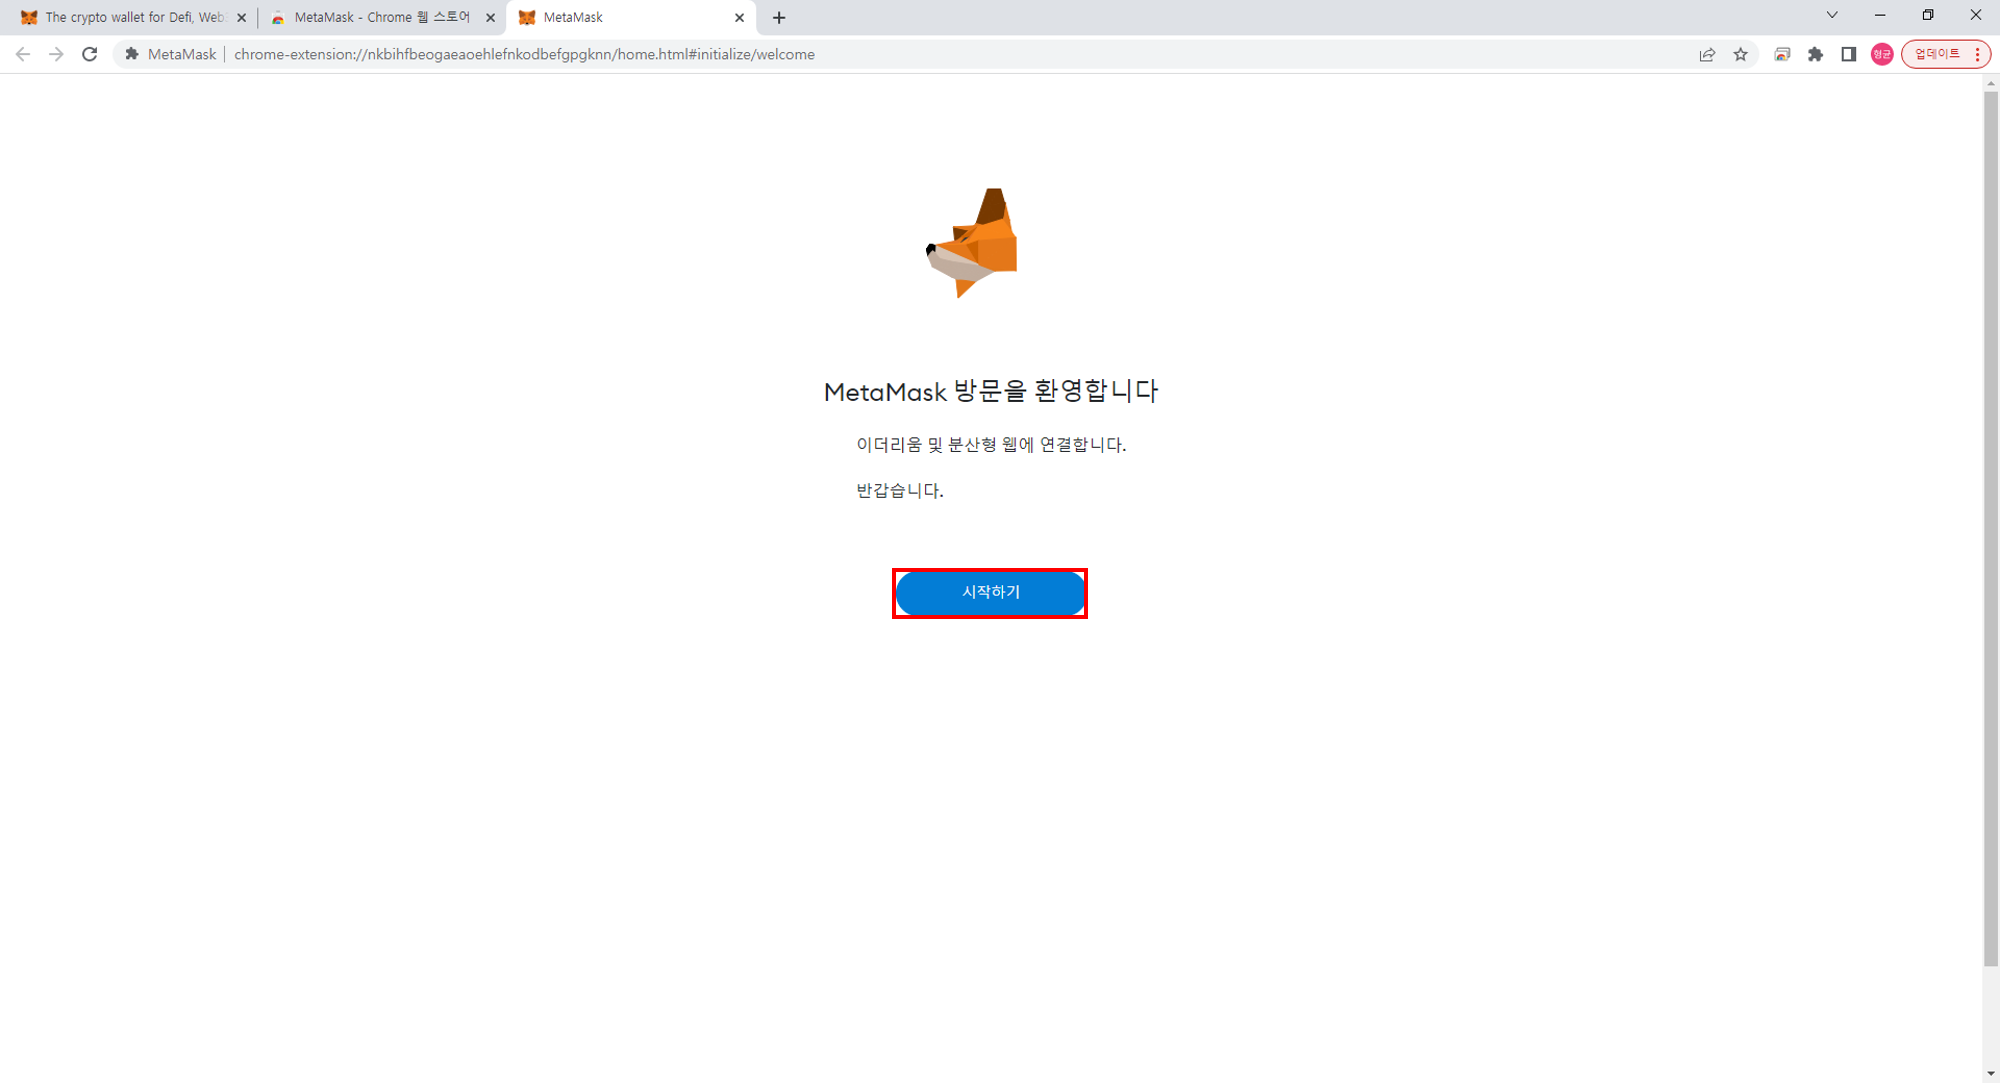 The crypto wallet for Defi, Web3
MetaMask - Chrome 웹 스토어
MetaMask
MetaMask
chrome-extension://nkbihfbeogaeaoehlefnkodbefgpgknn/home.html#initialize/welcome
형균
업데이트
MetaMask 방문을 환영합니다
이더리움 및 분산형 웹에 연결합니다.
반갑습니다.
시작하기